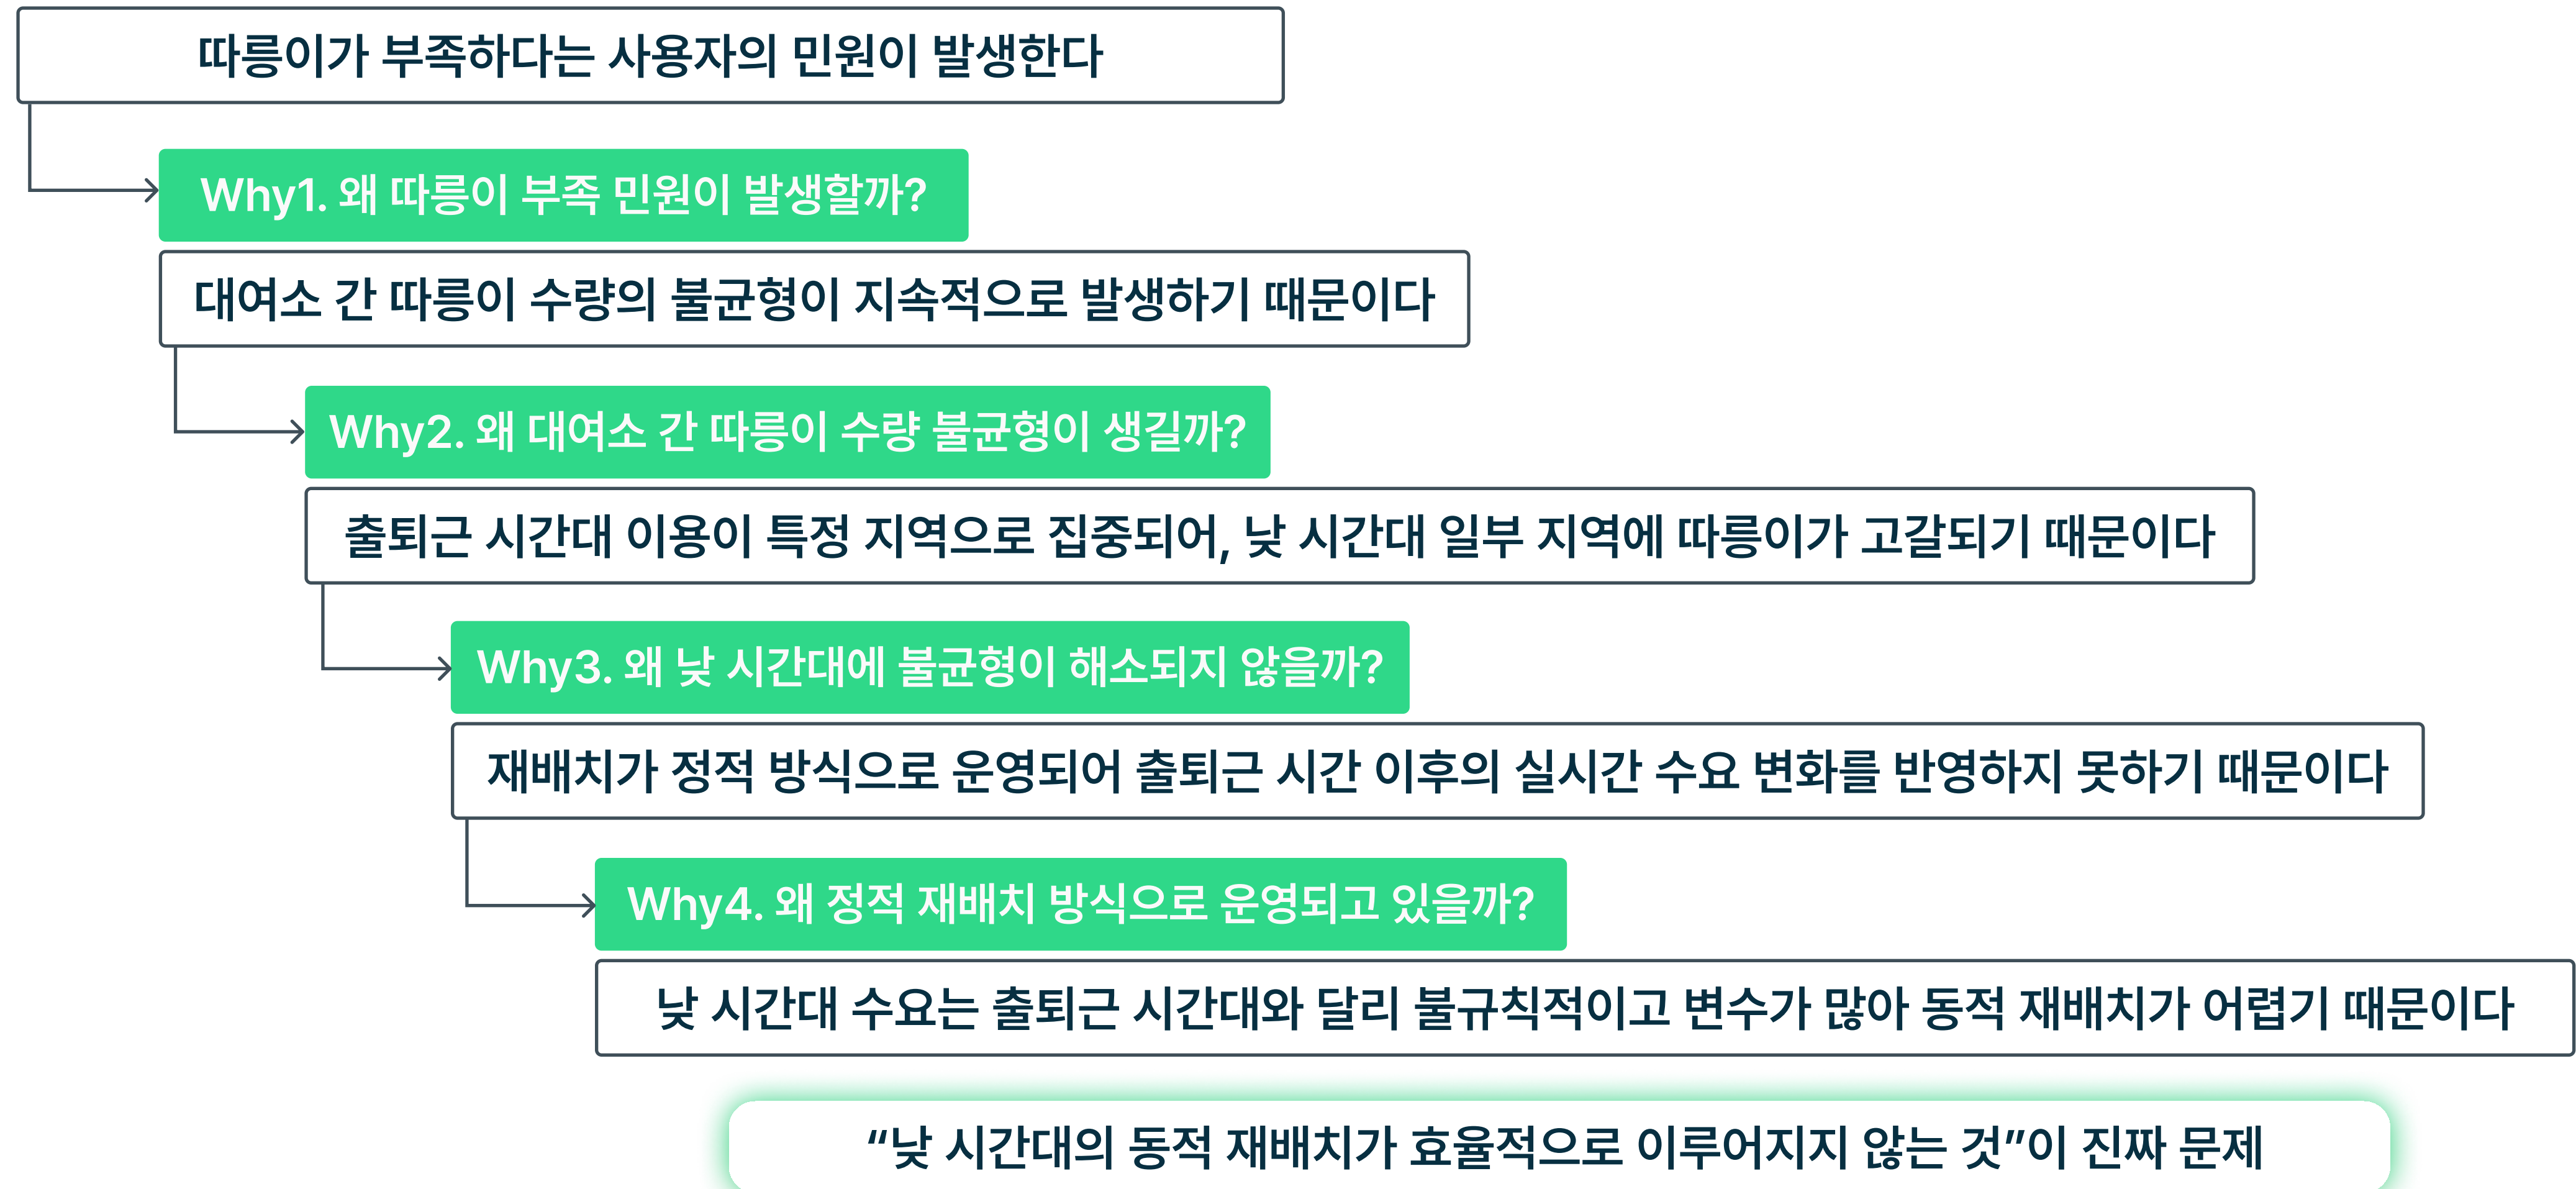 따릉이가 부족하다는 사용자의 민원이 발생한다
Why1. 왜 따릉이 부족 민원이 발생할까?
대여소 간 따릉이 수량의 불균형이 지속적으로 발생하기 때문이다
Why2. 왜 대여소 간 따릉이 수량 불균형이 생길까?
출퇴근 시간대 이용이 특정 지역으로 집중되어, 낮 시간대 일부 지역에 따릉이가 고갈되기 때문이다
Why3. 왜 낮 시간대에 불균형이 해소되지 않을까?
재배치가 정적 방식으로 운영되어 출퇴근 시간 이후의 실시간 수요 변화를 반영하지 못하기 때문이다
Why4. 왜 정적 재배치 방식으로 운영되고 있을까?
낮 시간대 수요는 출퇴근 시간대와 달리 불규칙적이고 변수가 많아 동적 재배치가 어렵기 때문이다
“낮 시간대의 동적 재배치가 효율적으로 이루어지지 않는 것”이 진짜 문제